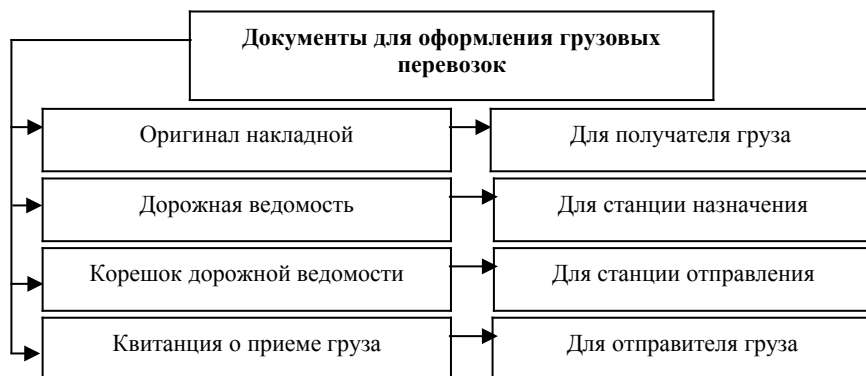 Документы для оформления грузовых
перевозок
Оригинал накладной
Для получателя груза
Дорожная ведомость
Для станции назначения
Корешок дорожной ведомости
Для станции отправления
Квитанция о приеме груза
Для отправителя груза